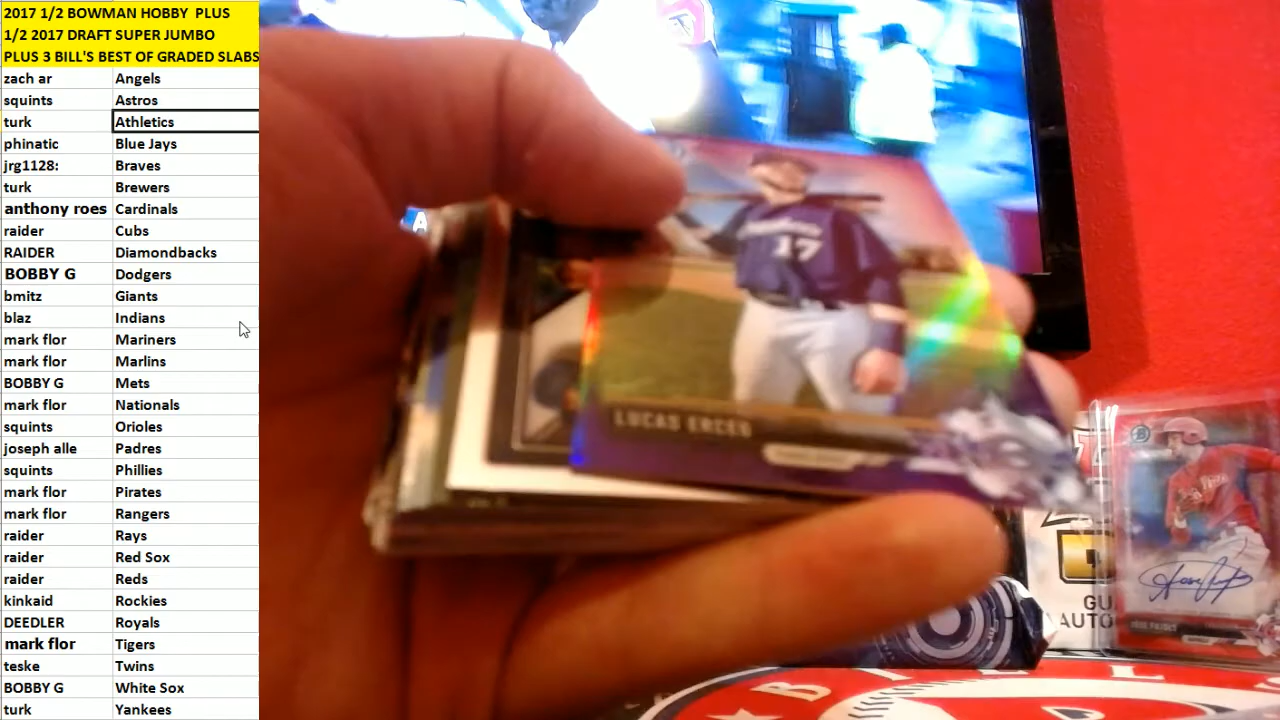 2017 1/2 BOWMAN HOBBY PLUS
1/2 2017 DRAFT SUPER JUMBO
PLUS 3 BILL'S BEST OF GRADED SLABS
zach ar Angels
squints Astros
turk Athletics
phinatic Blue Jays
jrg1128: Braves
turk Brewers
anthony roes Cardinals
raider Cubs
RAIDER Diamondbacks
BOBBY G Dodgers
bmitz Giants
blaz Indians
mark flor Mariners
mark flor Marlins
BOBBY G Mets
mark flor Nationals
squints Orioles
joseph alle Padres
squints Phillies
mark flor Pirates
mark flor Rangers
raider Rays
raider Red Sox
raider Reds
kinkaid Rockies
DEEDLER Royals
mark flor Tigers
teske Twins
BOBBY G White Sox
turk Yankees
A
17
LUCAS ERCEG
GU
AUTO